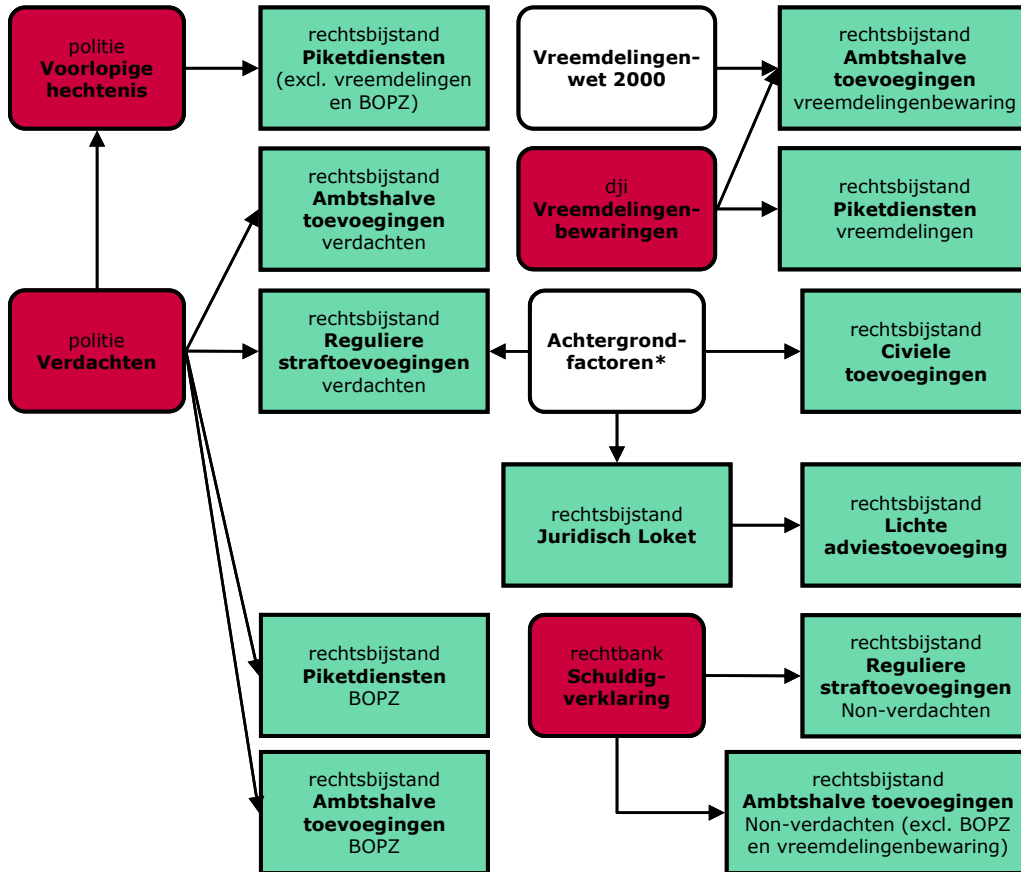 politie
Voorlopige
hechtenis
rechtsbijstand
Piketdiensten
(excl. vreemdelingen
en BOPZ)
Vreemdelingen-
wet 2000
rechtsbijstand
Ambtshalve
toevoegingen
vreemdelingenbewaring
rechtsbijstand
Ambtshalve
toevoegingen
verdachten
dji
Vreemdelingen-
bewaringen
rechtsbijstand
Piketdiensten
vreemdelingen
politie
Verdachten
rechtsbijstand
Reguliere
straftoevoegingen
verdachten
Achtergrond-
factoren*
rechtsbijstand
Civiele
toevoegingen
rechtsbijstand
Juridisch Loket
rechtsbijstand
Lichte
adviestoevoeging
rechtsbijstand
Piketdiensten
BOPZ
rechtbank
Schuldig-
verklaring
rechtsbijstand
Reguliere
straftoevoegingen
Non-verdachten
rechtsbijstand
Ambtshalve
toevoegingen
BOPZ
rechtsbijstand
Ambtshalve toevoegingen
Non-verdachten (excl. BOPZ
en vreemdelingenbewaring)